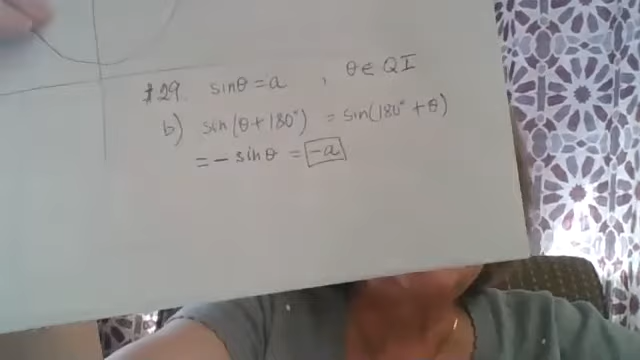 #29. sinθ = a , θ ∈ QI
b) sin(θ + 180°) = sin(180° + θ)
= - sinθ = -a